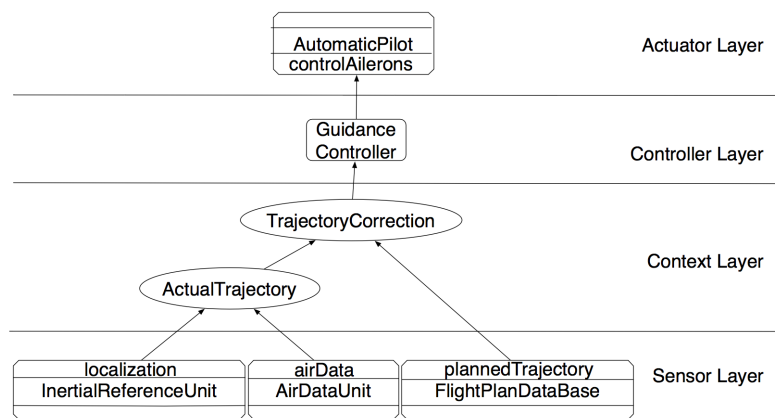 AutomaticPilot
controlAilerons
Actuator Layer
Guidance
Controller
Controller Layer
TrajectoryCorrection
Context Layer
ActualTrajectory
localization
InertialReferenceUnit
airData
AirDataUnit
plannedTrajectory
FlightPlanDataBase
Sensor Layer